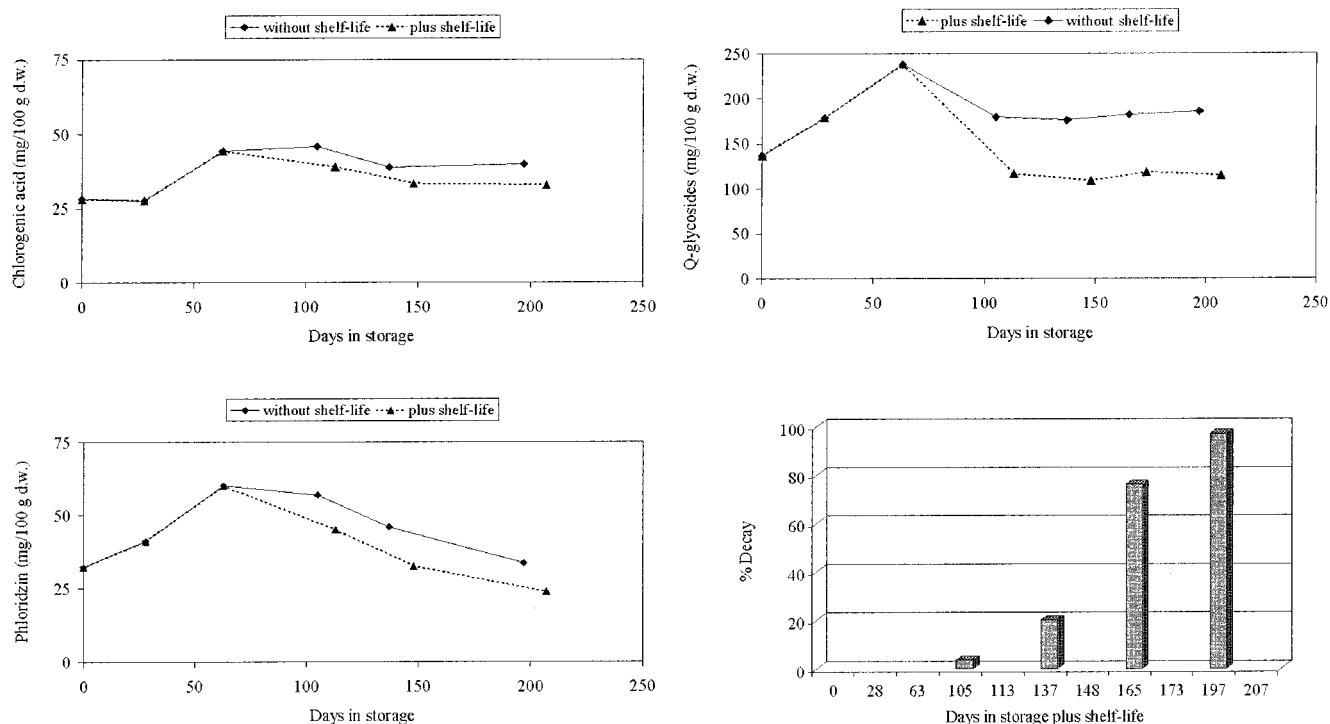 without shelf-life plus shelf-life
75
50
25
0
Chlorogenic acid (mg/100 g d.w.)
0 50 100 150 200 250
Days in storage
plus shelf-life without shelf-life
250
200
150
100
50
0
Q-glycosides (mg/100 g d.w.)
0 50 100 150 200 250
Days in storage
without shelf-life plus shelf-life
75
50
25
0
Phloridzin (mg/100 g d.w.)
0 50 100 150 200 250
Days in storage
100
80
60
40
20
0
% Decay
0 28 63 105 113 137 148 165 173 197 207
Days in storage plus shelf-life